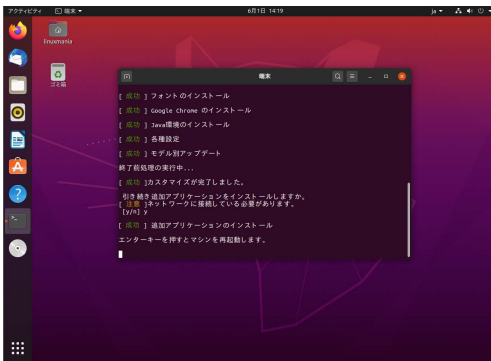 アクティビティ 端末 6月1日 14:19 ja
linuxmania
ゴミ箱
端末
[ 成功 ] フォントのインストール
[ 成功 ] Google Chrome のインストール
[ 成功 ] Java環境のインストール
[ 成功 ] 各種設定
[ 成功 ] モデル別アップデート
終了前処理の実行中...
[ 成功 ]カスタマイズが完了しました。
引き続き追加アプリケーションをインストールしますか。
[ 注意 ]ネットワークに接続している必要があります。
[y/n] y
[ 成功 ] 追加アプリケーションのインストール
エンターキーを押すとマシンを再起動します。